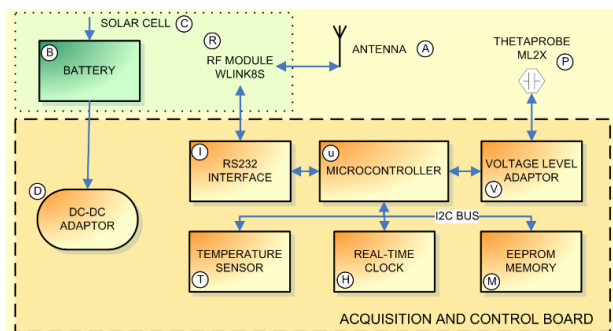 SOLAR CELL C
B
BATTERY
R
RF MODULE
WLINK8S
ANTENNA A
THETAPROBE
ML2X P
I
RS232
INTERFACE
u
MICROCONTROLLER
VOLTAGE LEVEL
ADAPTOR
V
D
DC-DC
ADAPTOR
I2C BUS
TEMPERATURE
SENSOR
T
REAL-TIME
CLOCK
H
EEPROM
MEMORY
M
ACQUISITION AND CONTROL BOARD